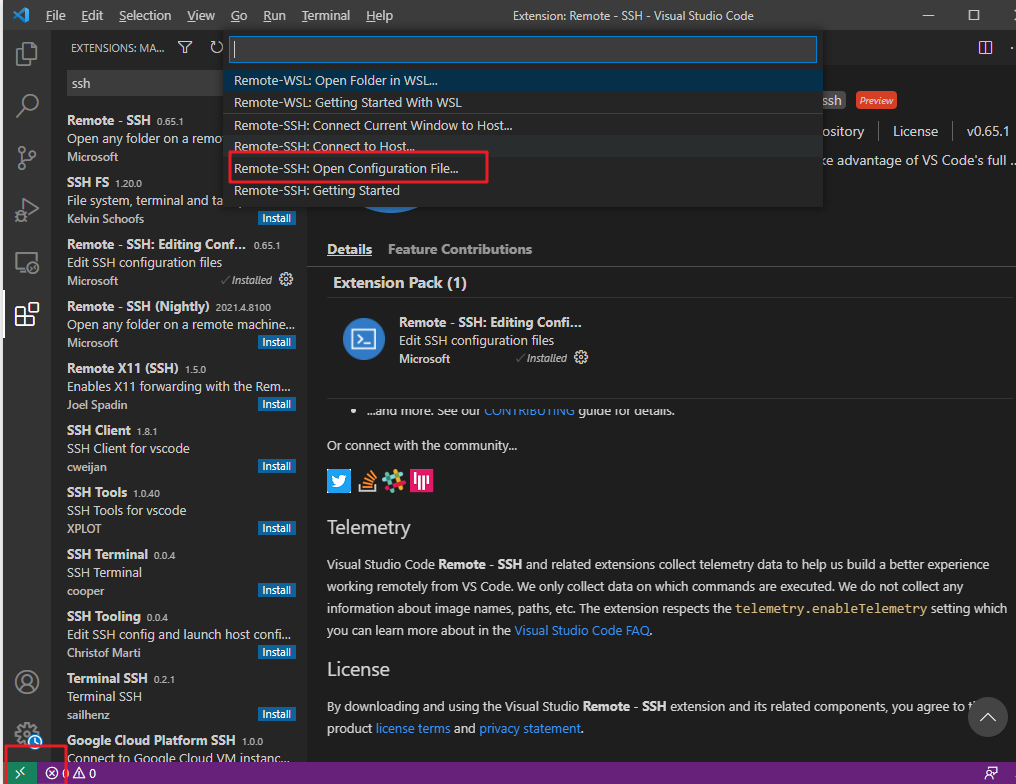 File Edit Selection View Go Run Terminal Help Extension: Remote - SSH - Visual Studio Code
EXTENSIONS: MA...
ssh
Remote-WSL: Open Folder in WSL...
Remote-WSL: Getting Started With WSL
Remote-SSH: Connect Current Window to Host...
Remote-SSH: Connect to Host...
Remote-SSH: Open Configuration File...
Remote-SSH: Getting Started
Remote - SSH 0.65.1
Open any folder on a remo
Microsoft
SSH FS 1.20.0
File system, terminal and ta
Kelvin Schoofs Install
Remote - SSH: Editing Conf... 0.65.1
Edit SSH configuration files
Microsoft Installed
Remote - SSH (Nightly) 2021.4.8100
Open any folder on a remote machine...
Microsoft Install
Remote X11 (SSH) 1.5.0
Enables X11 forwarding with the Rem...
Joel Spadin Install
SSH Client 1.8.1
SSH Client for vscode
cweijan Install
SSH Tools 1.0.40
SSH Tools for vscode
XPLOT Install
SSH Terminal 0.0.4
SSH Terminal
cooper Install
SSH Tooling 0.0.4
Edit SSH config and launch host confi...
Christof Marti Install
Terminal SSH 0.2.1
Terminal SSH
sailhenz Install
Google Cloud Platform SSH 1.0.0
Connect to Google Cloud VM instanc...
ssh Preview
ository License v0.65.1
ke advantage of VS Code's full ...
Details Feature Contributions
Extension Pack (1)
Remote - SSH: Editing Confi...
Edit SSH configuration files
Microsoft Installed
...and more. See our CONTRIBUTING guide for details.
Or connect with the community...
Telemetry
Visual Studio Code Remote - SSH and related extensions collect telemetry data to help us build a better experience
working remotely from VS Code. We only collect data on which commands are executed. We do not collect any
information about image names, paths, etc. The extension respects the telemetry.enableTelemetry setting which
you can learn more about in the Visual Studio Code FAQ.
License
By downloading and using the Visual Studio Remote - SSH extension and its related components, you agree to t
product license terms and privacy statement.
0 0